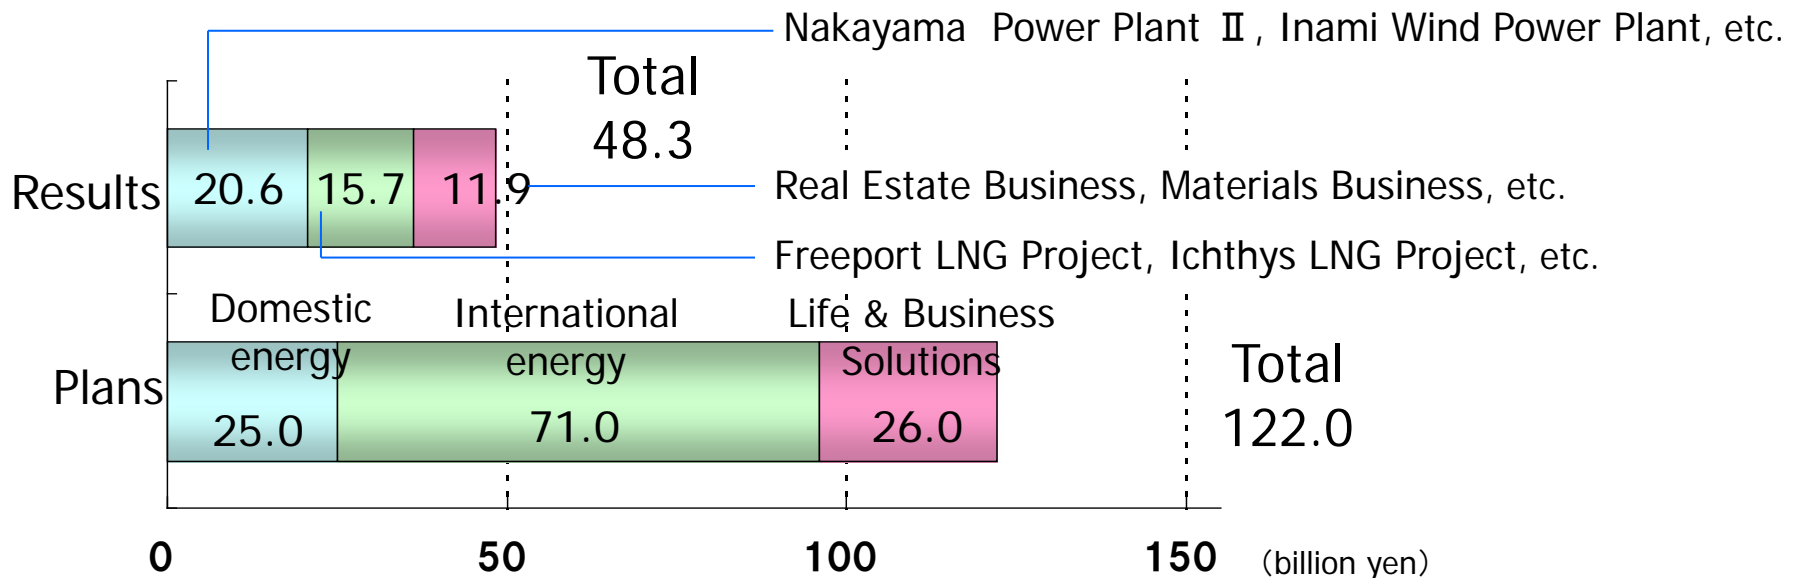 Nakayama Power Plant Ⅱ, Inami Wind Power Plant, etc.
Total
48.3
Results 20.6 15.7 11.9 Real Estate Business, Materials Business, etc.
Freeport LNG Project, Ichthys LNG Project, etc.
Domestic energy
International energy
Life & Business Solutions
Plans 25.0 71.0 26.0
Total
122.0
0 50 100 150 (billion yen)